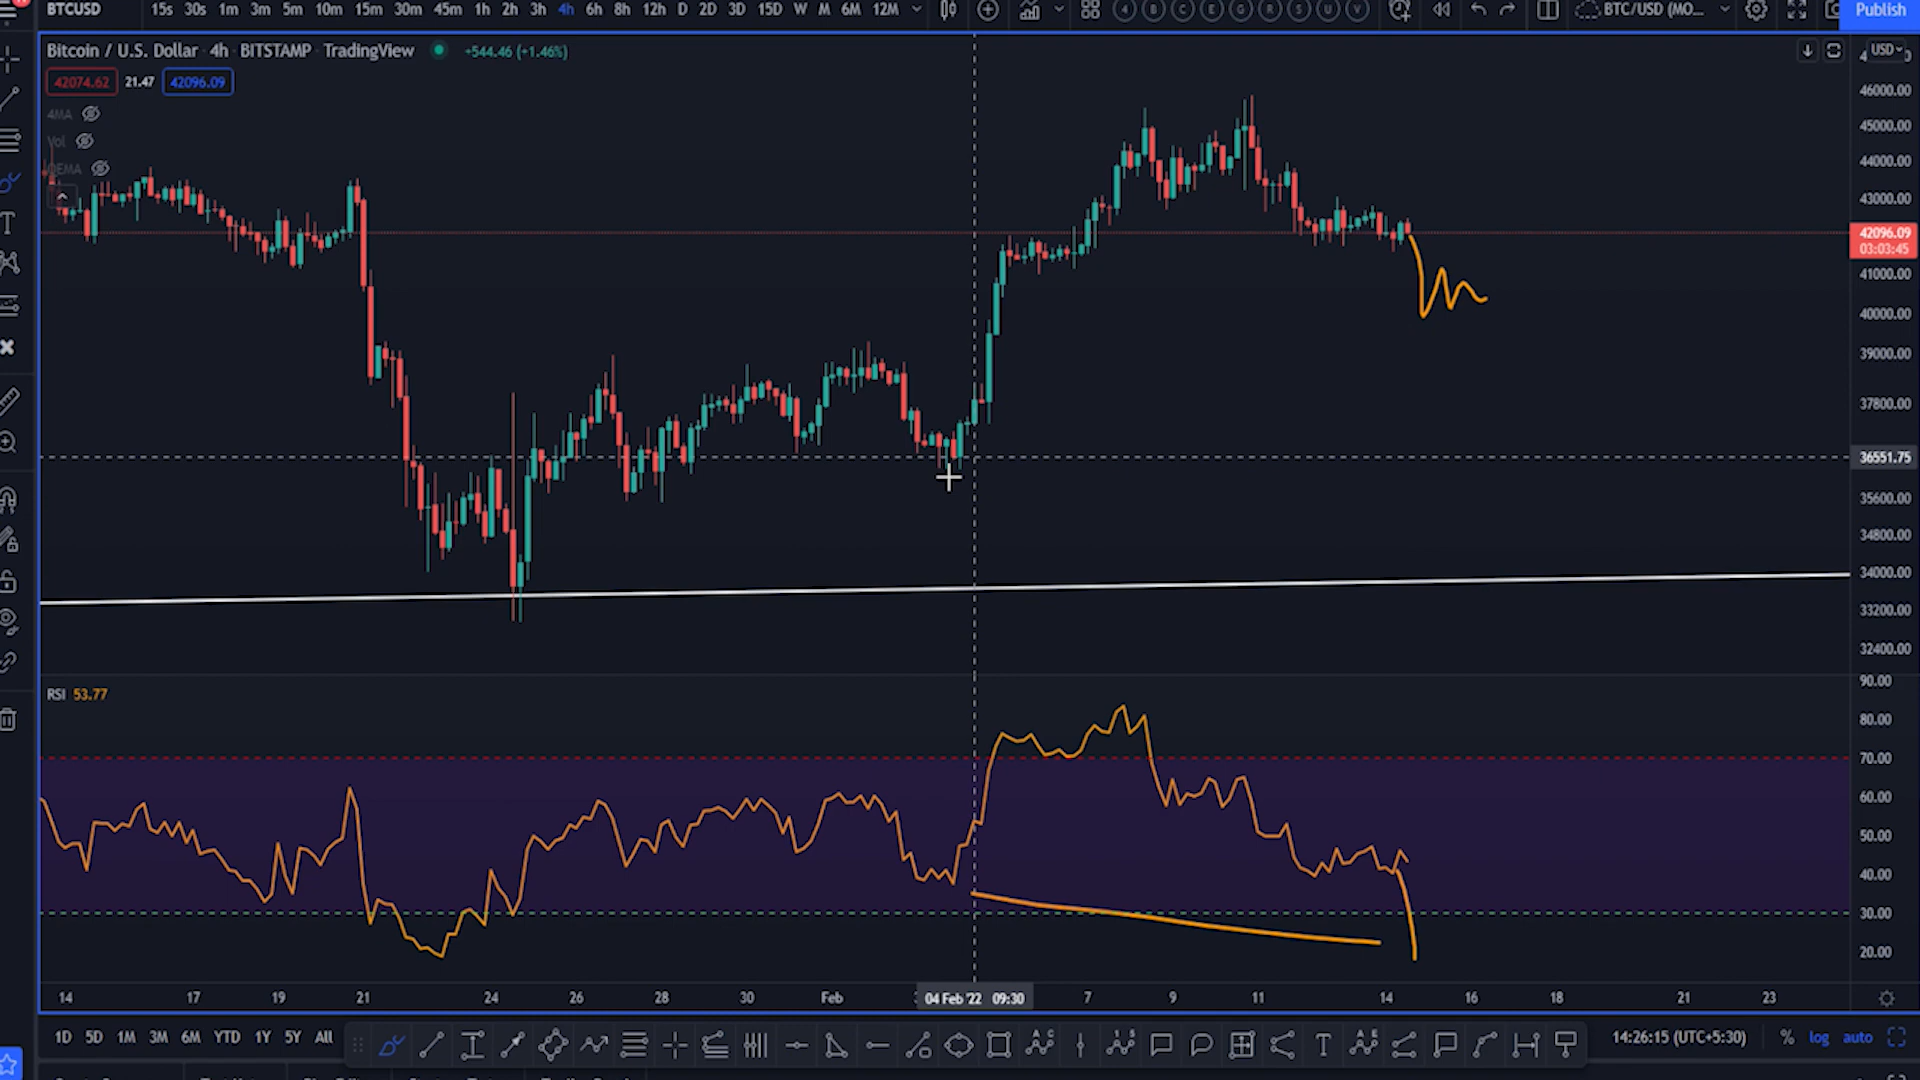 BTCUSD 15s 30s 1m 3m 5m 10m 15m 30m 45m 1h 2h 3h 4h 6h 8h 12h D 2D 3D 15D W M 6M 12M BTC/USD (MO... Publish
Bitcoin / U.S. Dollar · 4h · BITSTAMP · TradingView +544.46 (+1.46%)
USD
42074.62 21.47 42096.09
4MA
Vol
46000.00
45000.00
44000.00
43000.00
42096.09
03:03:45
41000.00
40000.00
39000.00
37800.00
36551.75
35600.00
34800.00
34000.00
33200.00
32400.00
RSI 53.77
90.00
80.00
70.00
60.00
50.00
40.00
30.00
20.00
14 17 19 21 24 26 28 30 Feb 04 Feb '22 09:30 7 9 11 14 16 18 21 23
1D 5D 1M 3M 6M YTD 1Y 5Y All 14:26:15 (UTC+5:30) % log auto